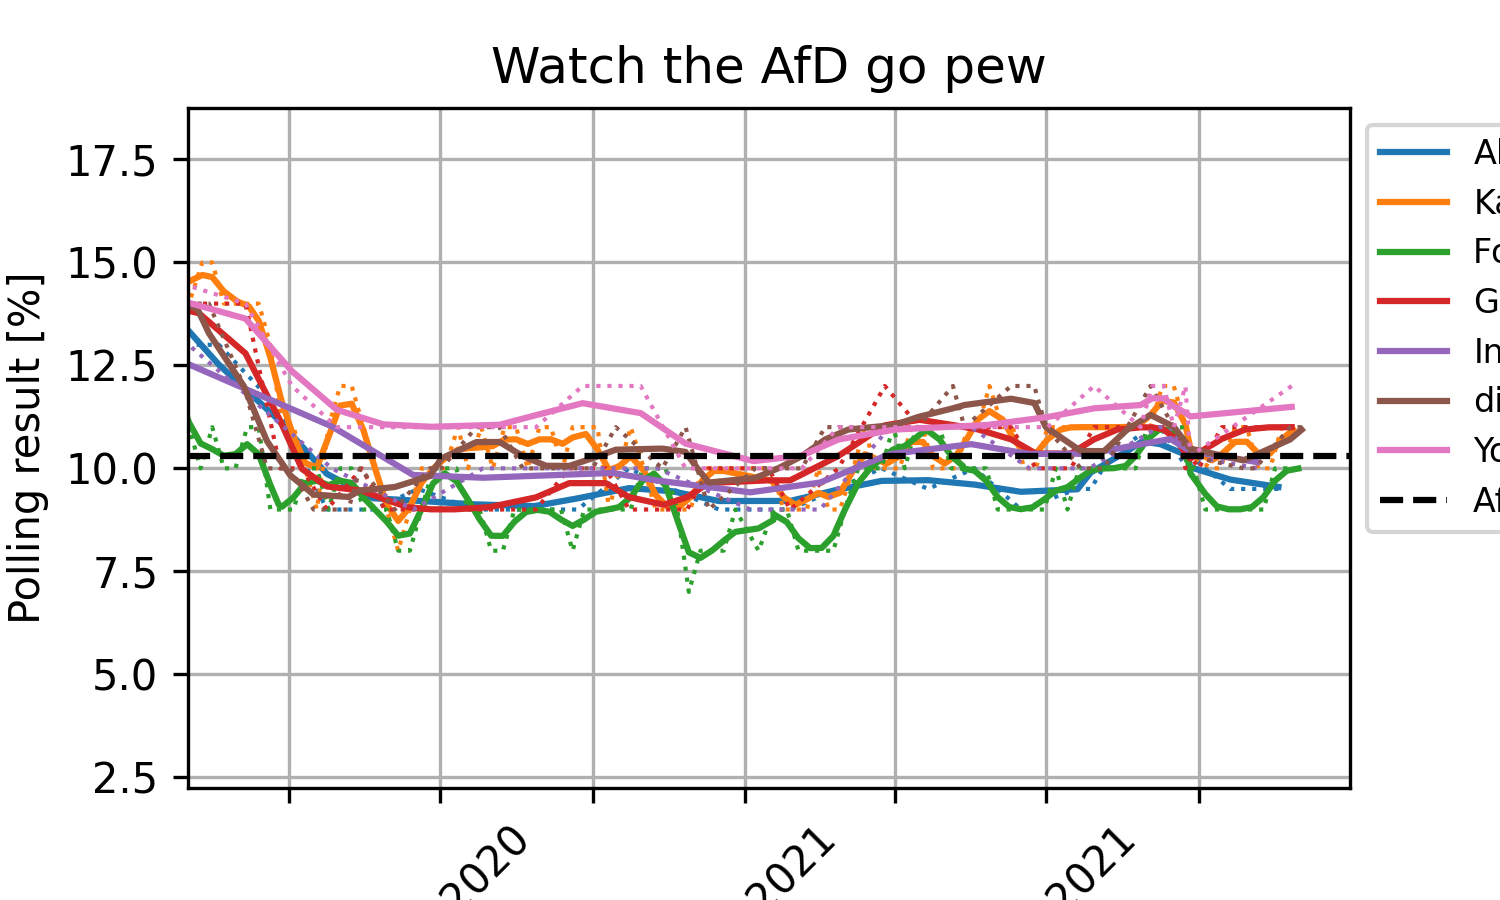 Watch the AfD go pew
Polling result [%]
17.5
15.0
12.5
10.0
7.5
5.0
2.5
2020
2021
2021
Al
Ka
Fo
G
In
di
Yo
Af